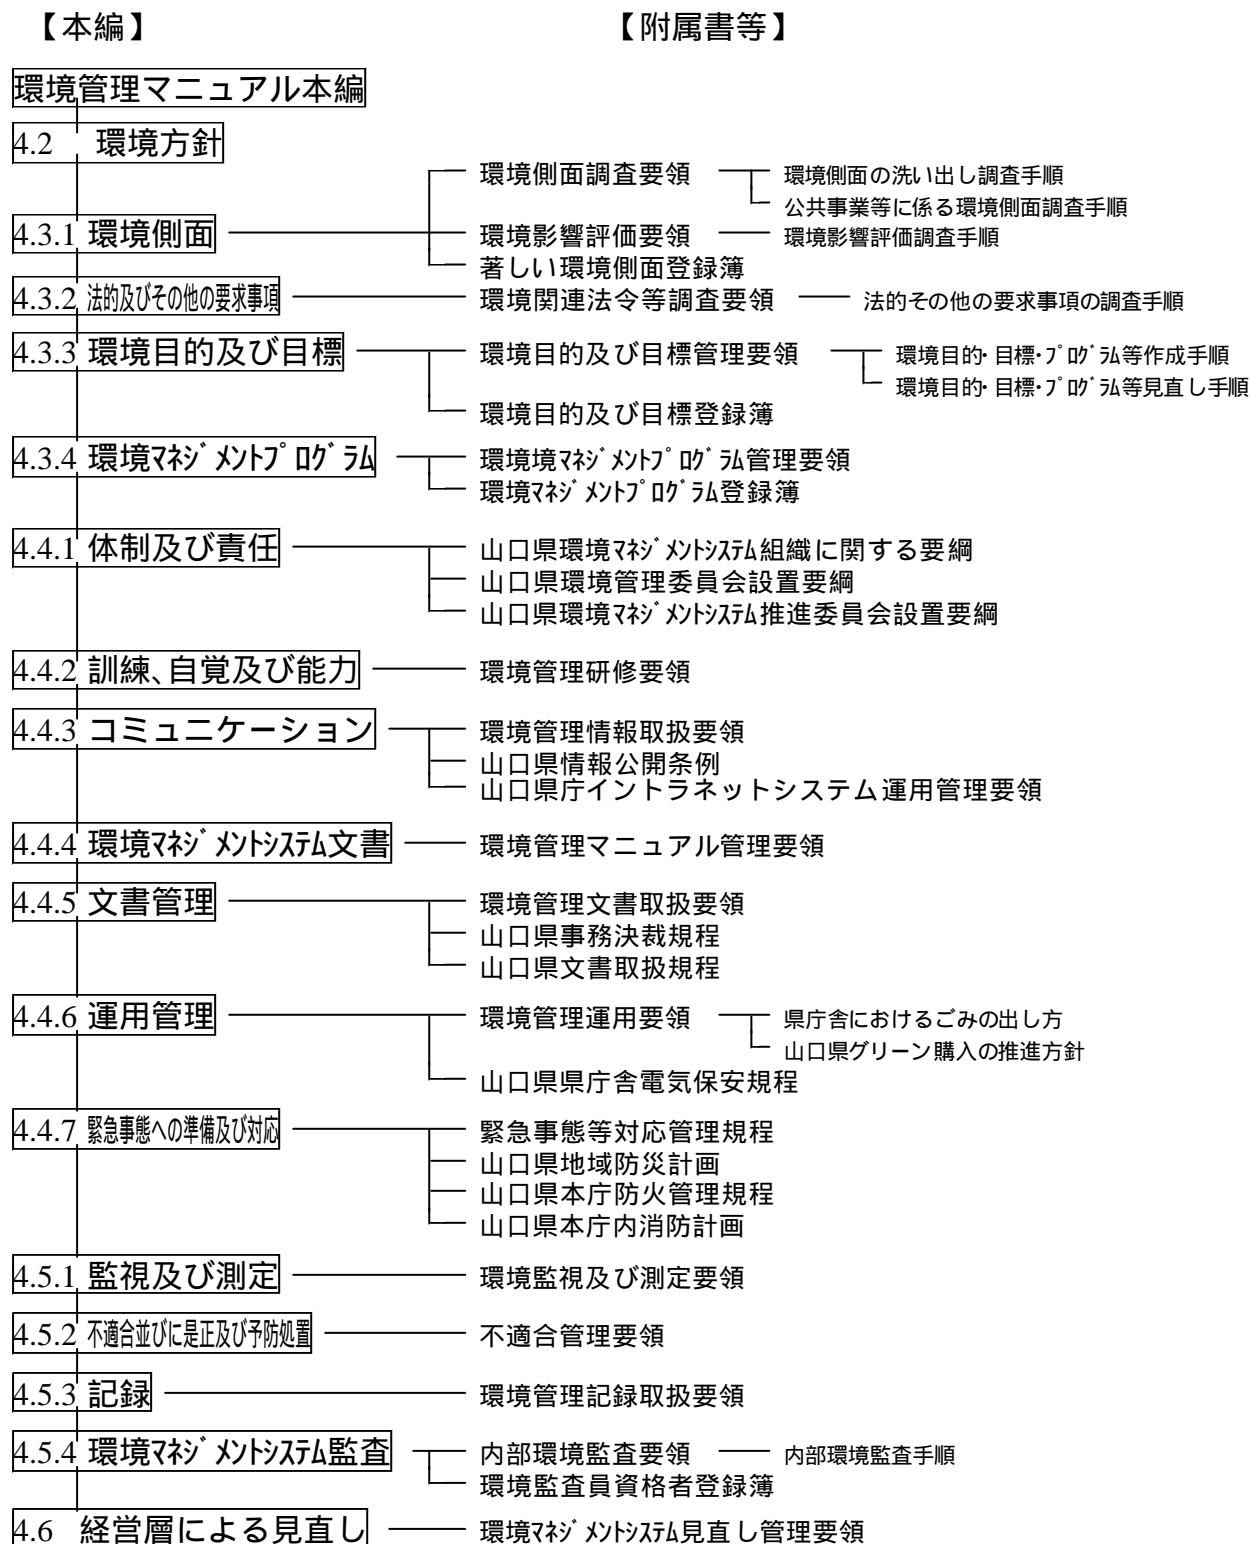 【本編】 【附属書等】
環境管理マニュアル本編
4.2 環境方針
環境側面調査要領 環境側面の洗い出し調査手順
公共事業等に係る環境側面調査手順
4.3.1 環境側面 環境影響評価要領 環境影響評価調査手順
著しい環境側面登録簿
4.3.2 法的及びその他の要求事項 環境関連法令等調査要領 法的その他の要求事項の調査手順
4.3.3 環境目的及び目標 環境目的及び目標管理要領 環境目的・目標・ﾌﾟﾛｸﾞﾗﾑ等作成手順
環境目的・目標・ﾌﾟﾛｸﾞﾗﾑ等見直し手順
環境目的及び目標登録簿
4.3.4 環境ﾏﾈｼﾞﾒﾝﾄﾌﾟﾛｸﾞﾗﾑ 環境境ﾏﾈｼﾞﾒﾝﾄﾌﾟﾛｸﾞﾗﾑ管理要領
環境ﾏﾈｼﾞﾒﾝﾄﾌﾟﾛｸﾞﾗﾑ登録簿
4.4.1 体制及び責任 山口県環境ﾏﾈｼﾞﾒﾝﾄｼｽﾃﾑ組織に関する要綱
山口県環境管理委員会設置要綱
山口県環境ﾏﾈｼﾞﾒﾝﾄｼｽﾃﾑ推進委員会設置要綱
4.4.2 訓練、自覚及び能力 環境管理研修要領
4.4.3 コミュニケーション 環境管理情報取扱要領
山口県情報公開条例
山口県庁イントラネットシステム運用管理要領
4.4.4 環境ﾏﾈｼﾞﾒﾝﾄｼｽﾃﾑ文書 環境管理マニュアル管理要領
4.4.5 文書管理 環境管理文書取扱要領
山口県事務決裁規程
山口県文書取扱規程
4.4.6 運用管理 環境管理運用要領 県庁舎におけるごみの出し方
山口県グリーン購入の推進方針
山口県県庁舎電気保安規程
4.4.7 緊急事態への準備及び対応 緊急事態等対応管理規程
山口県地域防災計画
山口県本庁防火管理規程
山口県本庁内消防計画
4.5.1 監視及び測定 環境監視及び測定要領
4.5.2 不適合並びに是正及び予防処置 不適合管理要領
4.5.3 記録 環境管理記録取扱要領
4.5.4 環境ﾏﾈｼﾞﾒﾝﾄｼｽﾃﾑ監査 内部環境監査要領 内部環境監査手順
環境監査員資格者登録簿
4.6 経営層による見直し 環境ﾏﾈｼﾞﾒﾝﾄｼｽﾃﾑ見直し管理要領